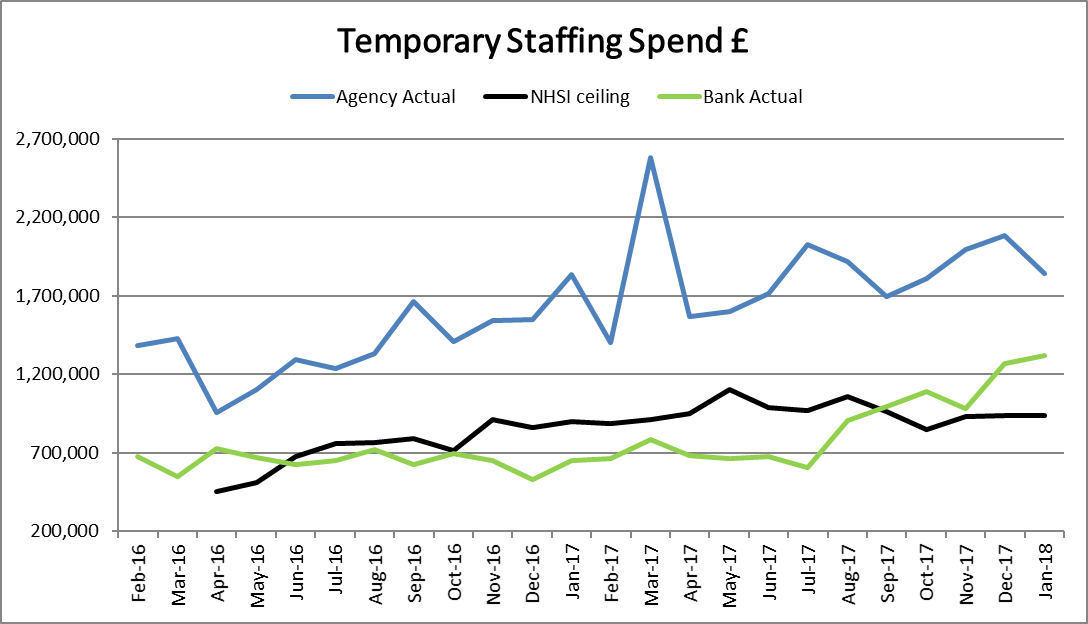 Temporary Staffing Spend £
Agency Actual NHSI ceiling Bank Actual
2,700,000
2,200,000
1,700,000
1,200,000
700,000
200,000
Feb-16 Mar-16 Apr-16 May-16 Jun-16 Jul-16 Aug-16 Sep-16 Oct-16 Nov-16 Dec-16 Jan-17 Feb-17 Mar-17 Apr-17 May-17 Jun-17 Jul-17 Aug-17 Sep-17 Oct-17 Nov-17 Dec-17 Jan-18